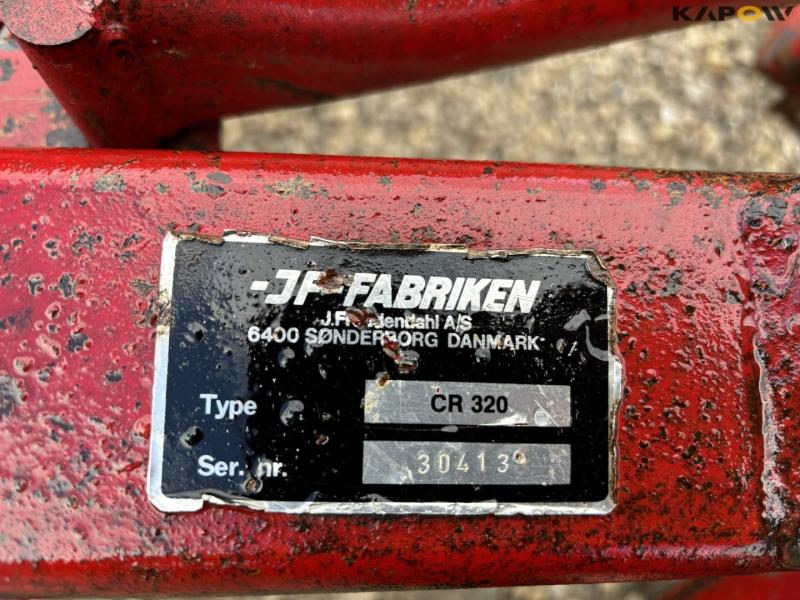 KAPOW
-JF-FABRIKEN
A/S
6400 SØNDERBORG DANMARK
Type CR 320
Ser. nr. 30413